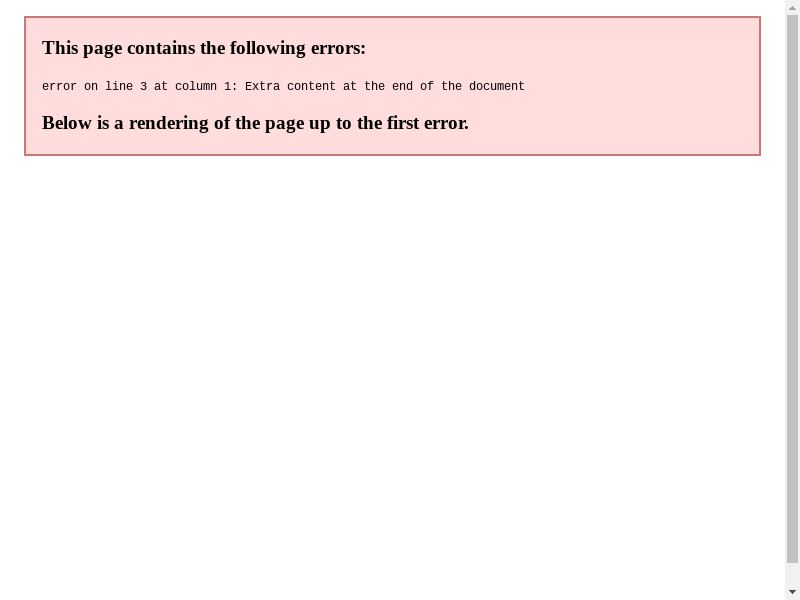 This page contains the following errors:
error on line 3 at column 1: Extra content at the end of the document
Below is a rendering of the page up to the first error.